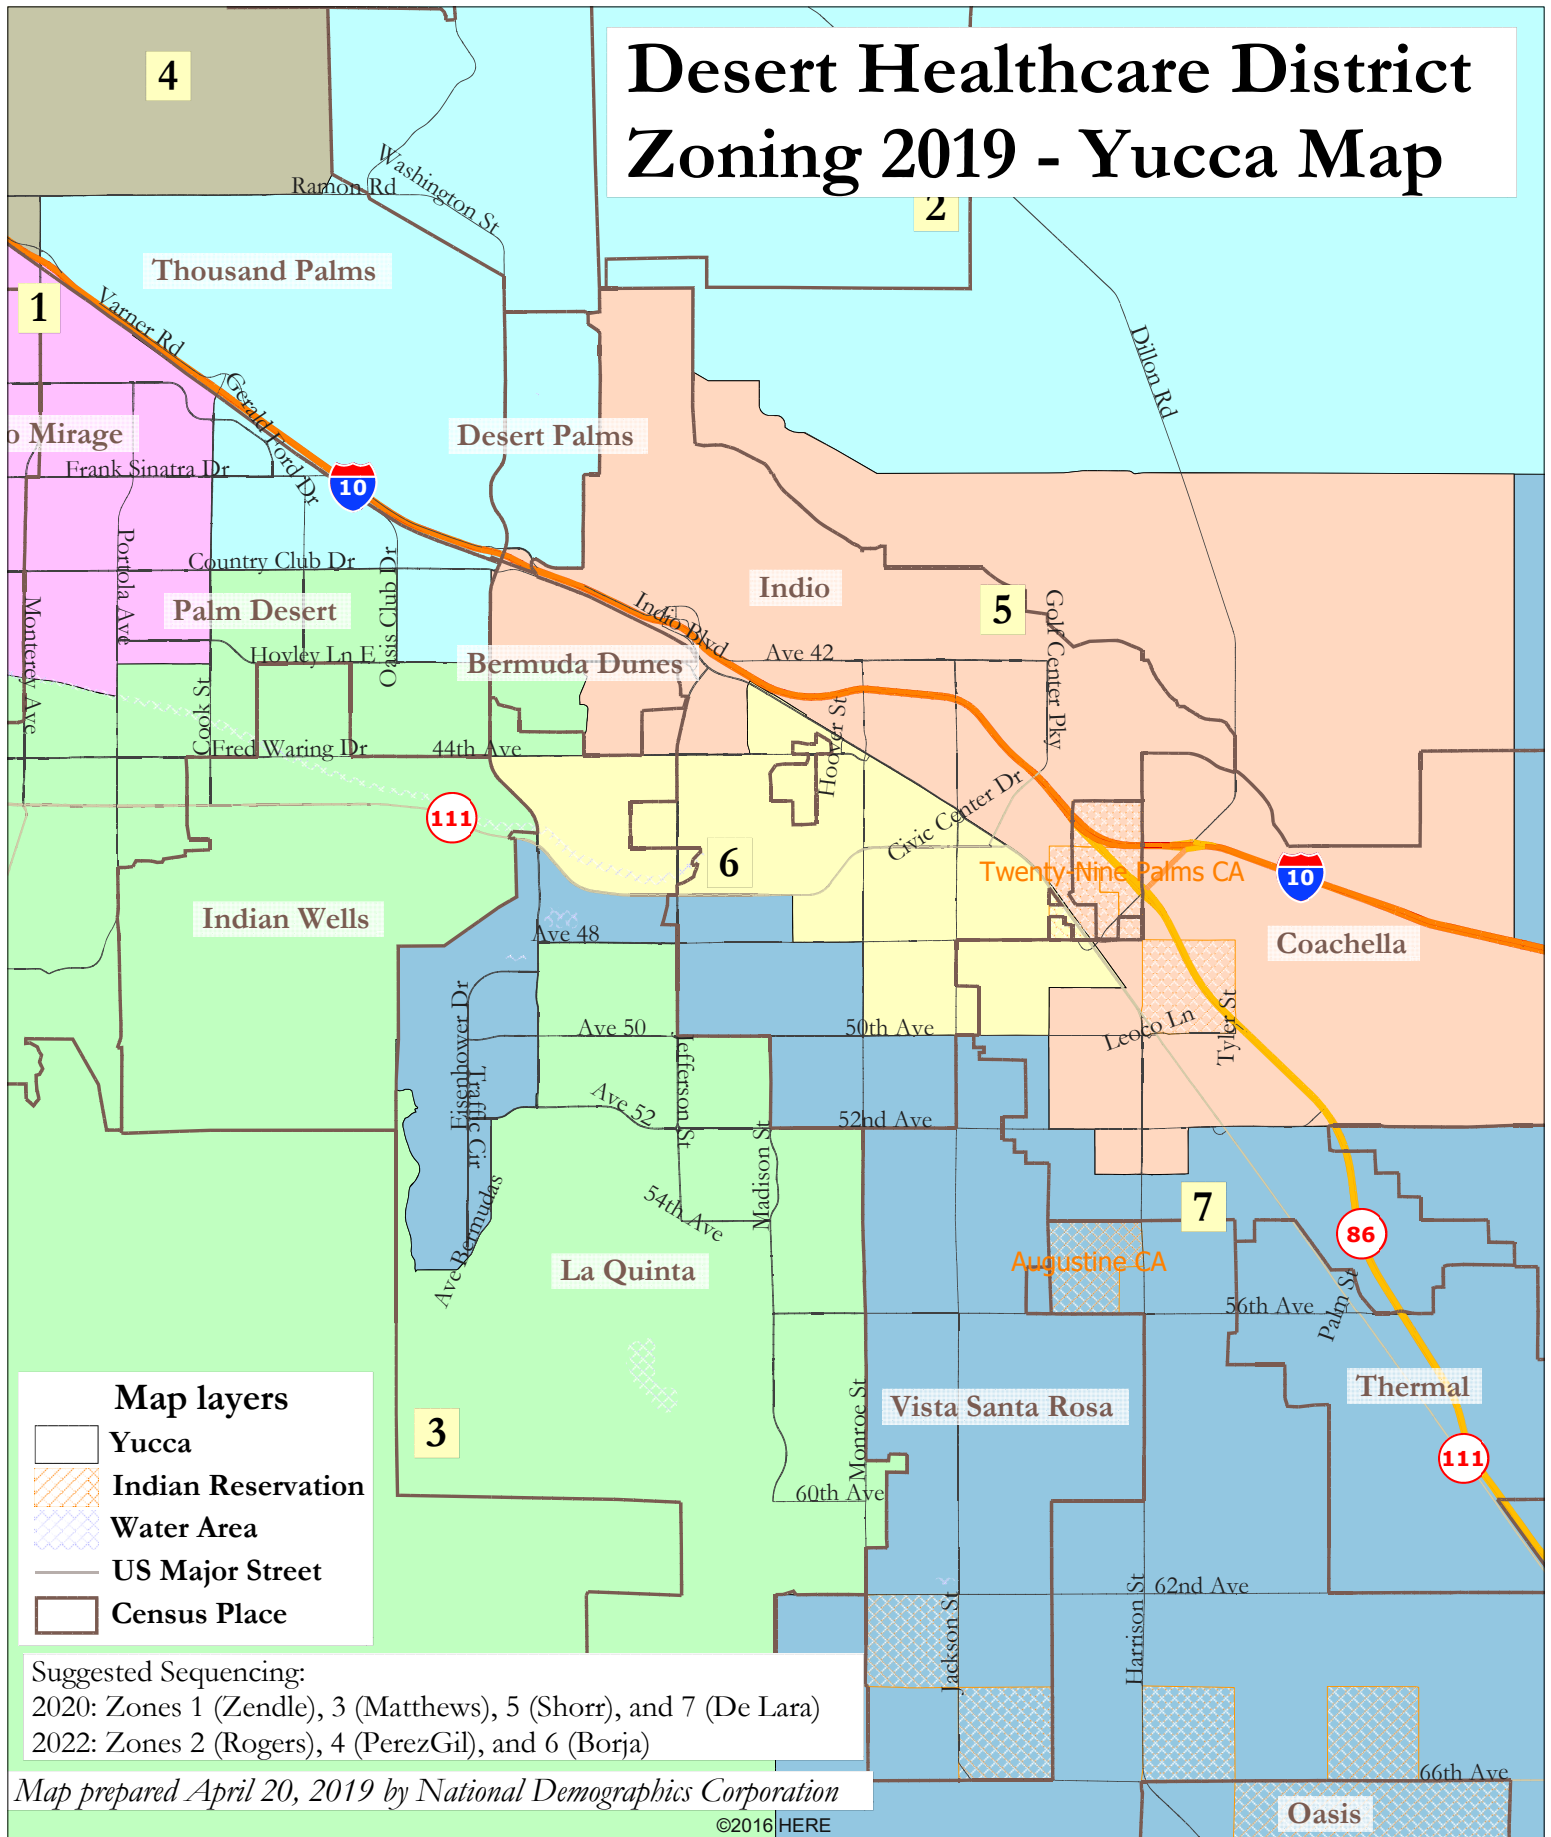 Desert Healthcare District
Zoning 2019 - Yucca Map
4
2
Washington St
Ramon Rd
Thousand Palms
1
Varner Rd
Dillon Rd
Gerald Ford Dr
o Mirage
Desert Palms
Frank Sinatra Dr
10
Portola Ave
Country Club Dr
Oasis Club Dr
Indio
5
Monterey Ave
Palm Desert
Indio Blvd
Golf Center Pky
Hovley Ln E
Bermuda Dunes
Ave 42
Cook St
Hoover St
Fred Waring Dr
44th Ave
111
Civic Center Dr
6
Twenty-Nine Palms CA
10
Indian Wells
Ave 48
Coachella
Eisenhower Dr
Ave 50
50th Ave
Leoco Ln
Tyler St
Jefferson St
Traffic Cir
Ave 52
52nd Ave
Madison St
54th Ave
7
Ave Bermudas
86
La Quinta
Augustine CA
56th Ave
Palm St
Thermal
Vista Santa Rosa
Monroe St
3
111
60th Ave
62nd Ave
Jackson St
Harrison St
66th Ave
Oasis
Map layers
Yucca
Indian Reservation
Water Area
US Major Street
Census Place
Suggested Sequencing:
2020: Zones 1 (Zendle), 3 (Matthews), 5 (Shorr), and 7 (De Lara)
2022: Zones 2 (Rogers), 4 (PerezGil), and 6 (Borja)
Map prepared April 20, 2019 by National Demographics Corporation
©2016 HERE